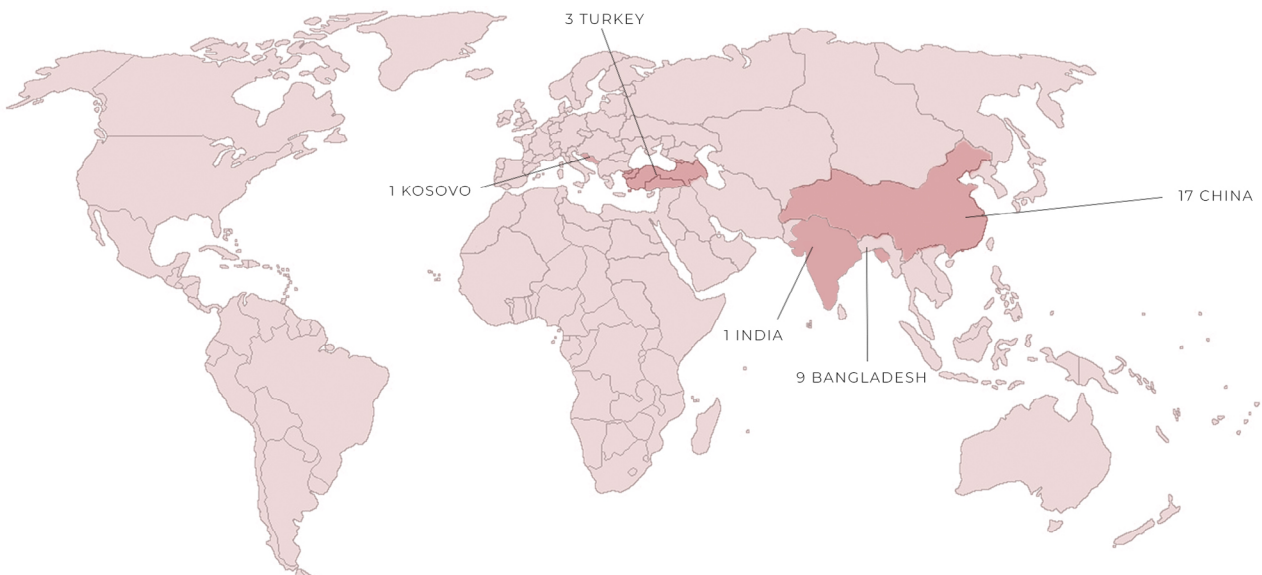 3 TURKEY
1 KOSOVO
17 CHINA
1 INDIA
9 BANGLADESH